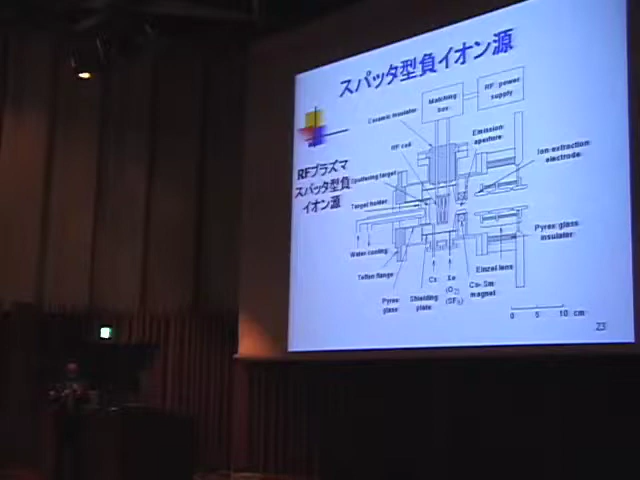 スパッタ型負イオン源
RFプラズマ
スパッタ型負
イオン源
RF power
supply
Matching
box
Ceramic insulator
Emission
aperture
RF coil
Ion extraction
electrode
Sputtering target
Target holder
Pyrex glass
insulator
Water cooling
Teflon flange
Einzel lens
Cs
Xe
(O2)
(SF6)
Co-Sm
magnet
Pyrex
glass
Shielding
plate
0 5 10 cm
23